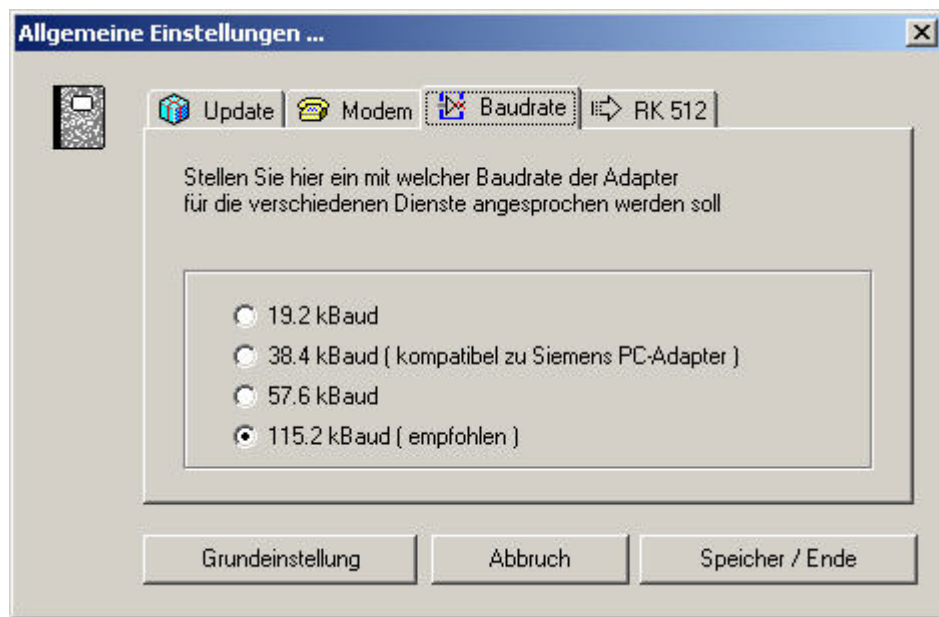 Allgemeine Einstellungen ...
Update
Modem
Baudrate
RK 512
Stellen Sie hier ein mit welcher Baudrate der Adapter
für die verschiedenen Dienste angesprochen werden soll
19.2 kBaud
38.4 kBaud ( kompatibel zu Siemens PC-Adapter )
57.6 kBaud
115.2 kBaud ( empfohlen )
Grundeinstellung
Abbruch
Speicher / Ende